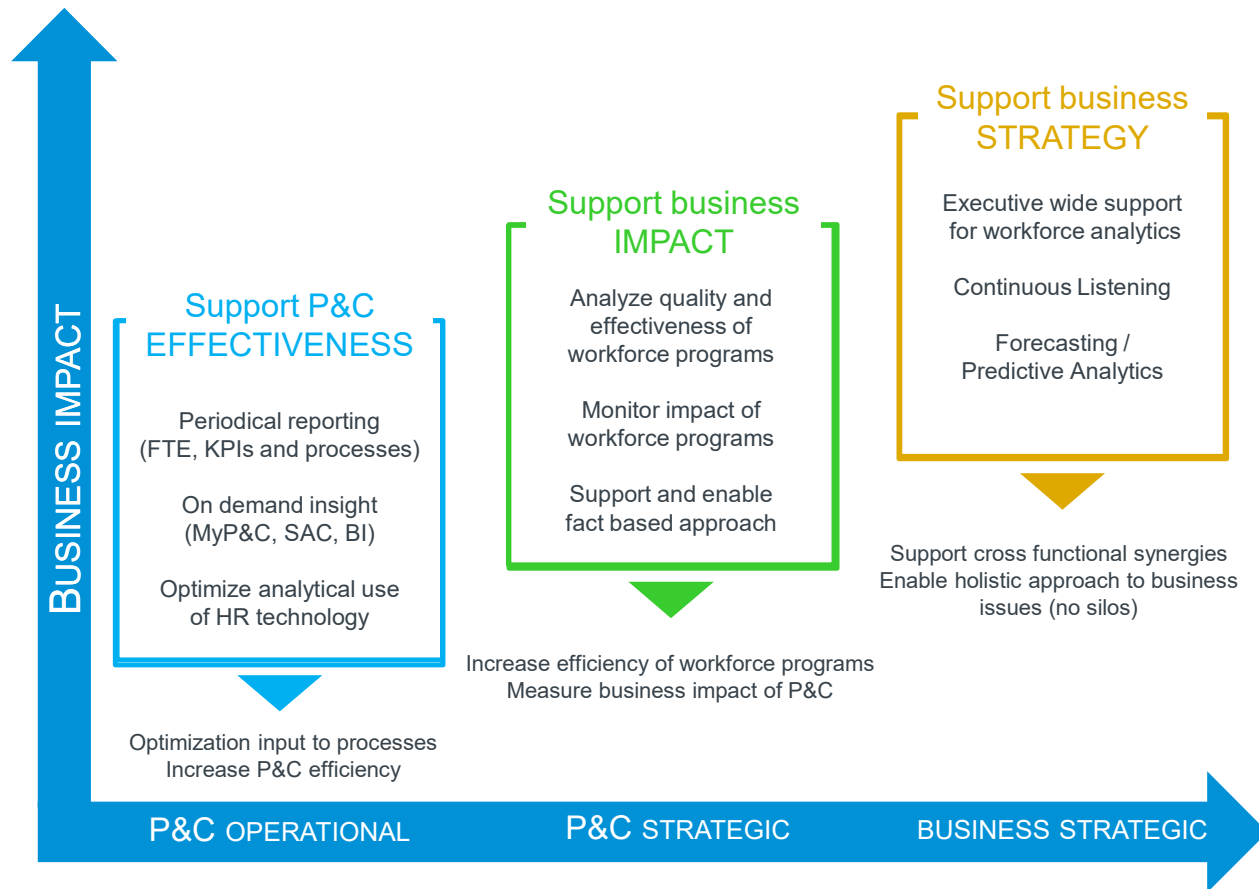 BUSINESS IMPACT
Support P&C
EFFECTIVENESS
Periodical reporting
(FTE, KPIs and processes)
On demand insight
(MyP&C, SAC, BI)
Optimize analytical use
of HR technology
Optimization input to processes
Increase P&C efficiency
Support business
IMPACT
Analyze quality and
effectiveness of
workforce programs
Monitor impact of
workforce programs
Support and enable
fact based approach
Increase efficiency of workforce programs
Measure business impact of P&C
Support business
STRATEGY
Executive wide support
for workforce analytics
Continuous Listening
Forecasting /
Predictive Analytics
Support cross functional synergies
Enable holistic approach to business
issues (no silos)
P&C OPERATIONAL
P&C STRATEGIC
BUSINESS STRATEGIC